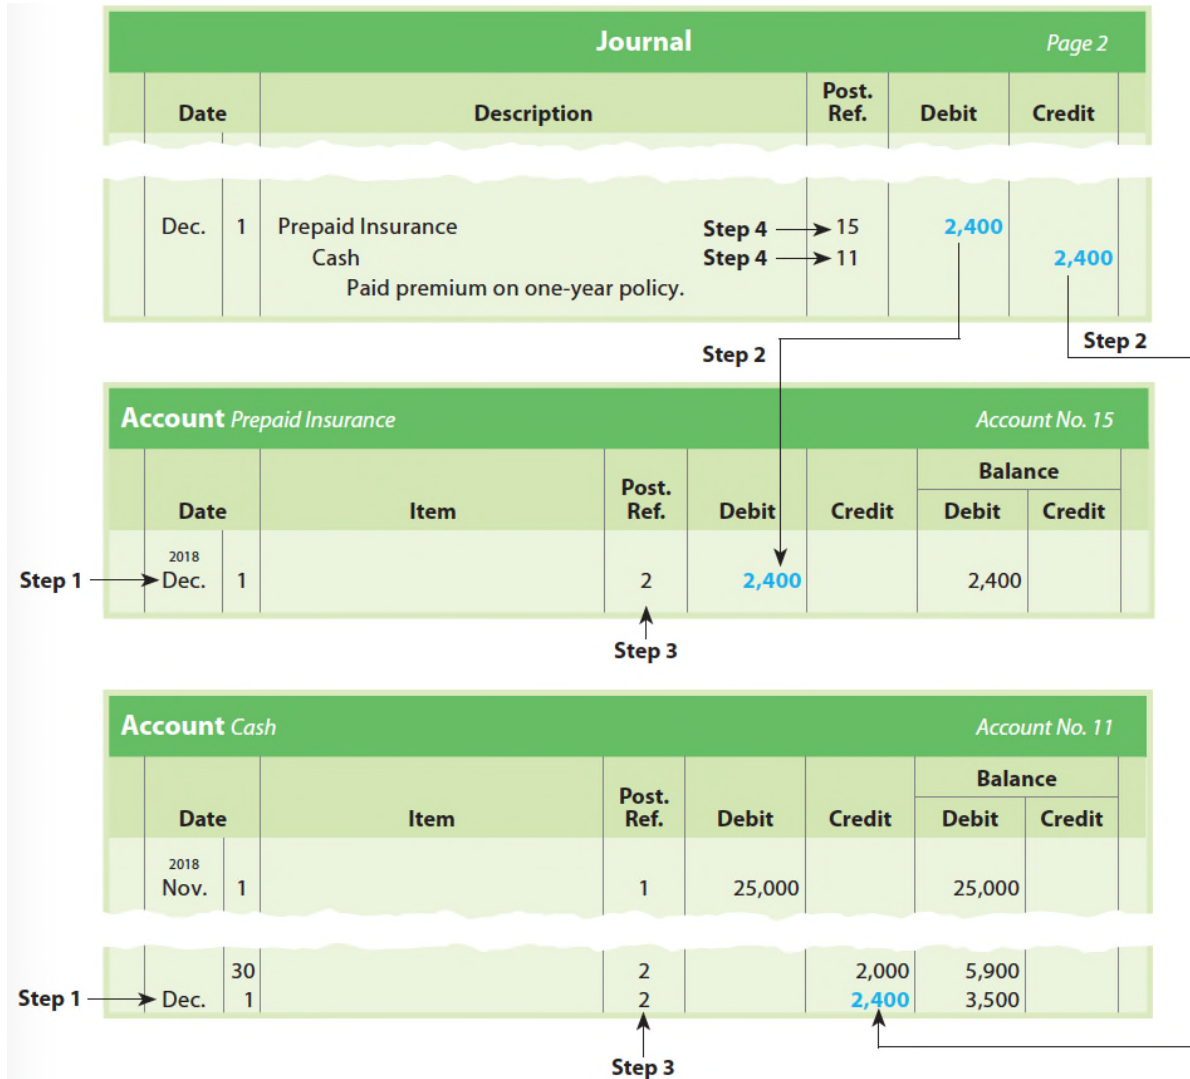 Journal Page 2
Date Description Post. Ref. Debit Credit
Dec. 1 Prepaid Insurance Step 4 15 2,400
Cash Step 4 11 2,400
Paid premium on one-year policy.
Step 2 Step 2
Account Prepaid Insurance Account No. 15
Balance
Date Item Post. Ref. Debit Credit Debit Credit
2018
Step 1 Dec. 1 2 2,400 2,400
Step 3
Account Cash Account No. 11
Balance
Date Item Post. Ref. Debit Credit Debit Credit
2018
Nov. 1 1 25,000 25,000
30 2 2,000 5,900
Step 1 Dec. 1 2 2,400 3,500
Step 3